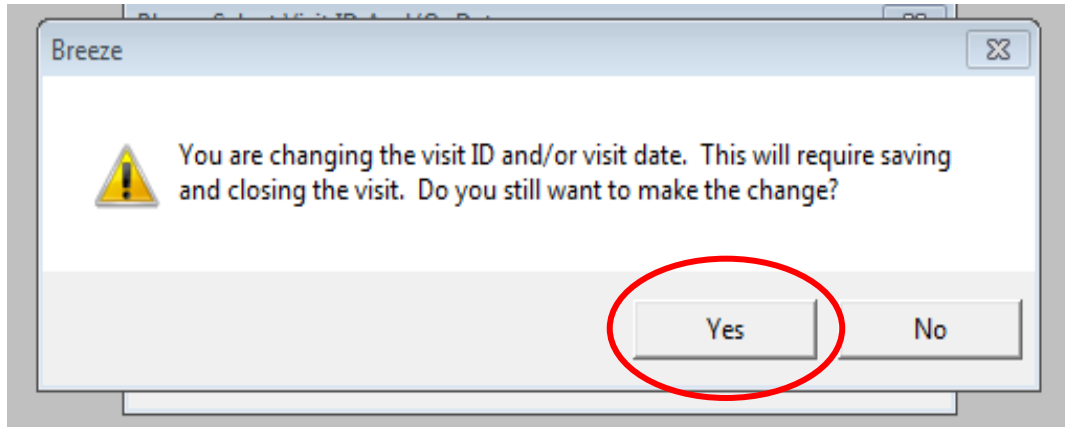 Breeze
You are changing the visit ID and/or visit date.  This will require saving
and closing the visit.  Do you still want to make the change?
Yes
No